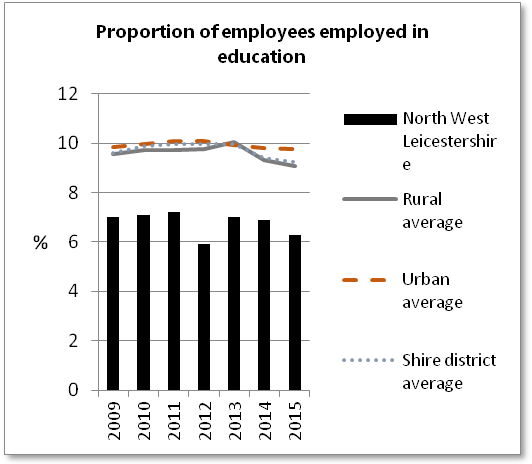 Proportion of employees employed in
education
12
10
8
6
4
2
0
%
2009
2010
2011
2012
2013
2014
2015
North West
Leicestershir
e
Rural
average
Urban
average
Shire district
average